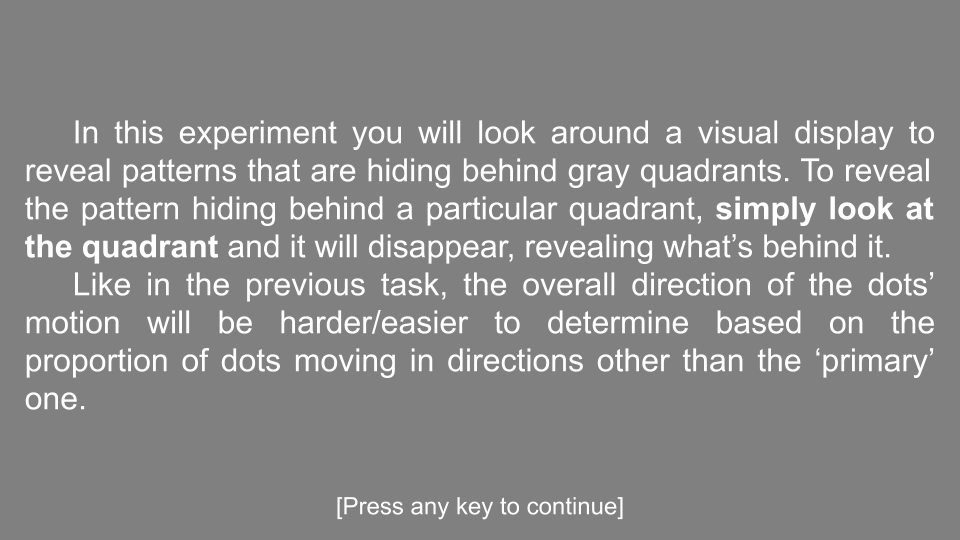 In this experiment you will look around a visual display to
reveal patterns that are hiding behind gray quadrants. To reveal
the pattern hiding behind a particular quadrant, simply look at
the quadrant and it will disappear, revealing what’s behind it.
Like in the previous task, the overall direction of the dots’
motion will be harder/easier to determine based on the
proportion of dots moving in directions other than the ‘primary’
one.
[Press any key to continue]